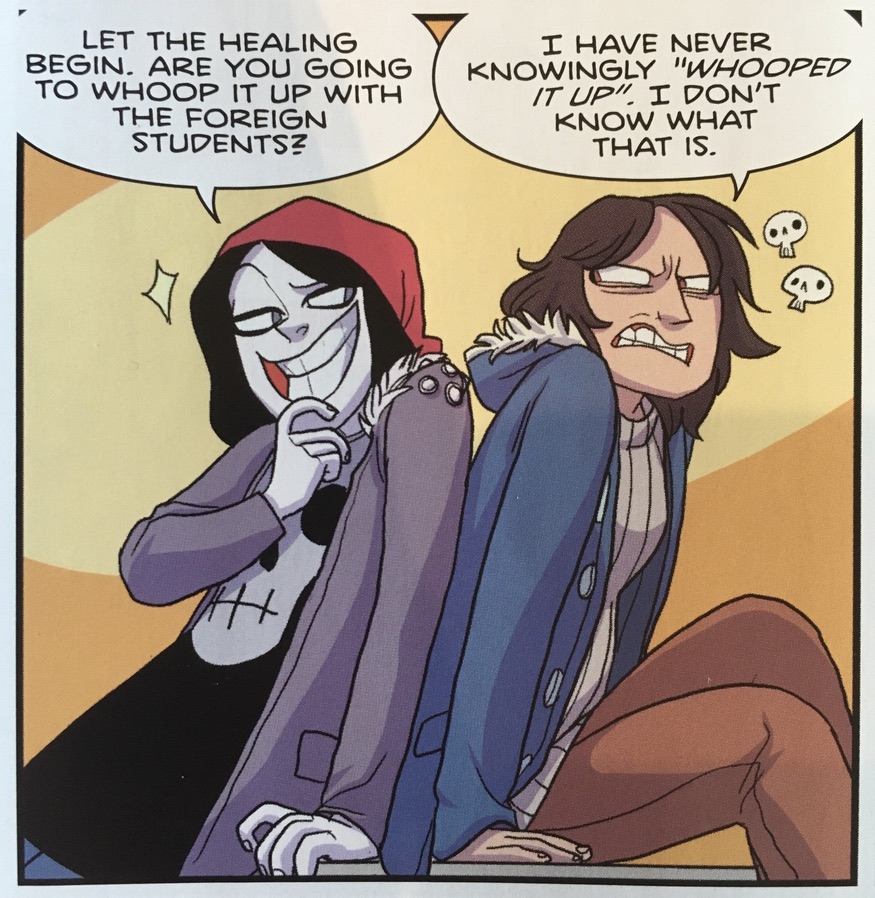 LET THE HEALING
BEGIN. ARE YOU GOING
TO WHOOP IT UP WITH
THE FOREIGN
STUDENTS?
I HAVE NEVER
KNOWINGLY "WHOOPED
IT UP". I DON'T
KNOW WHAT
THAT IS.